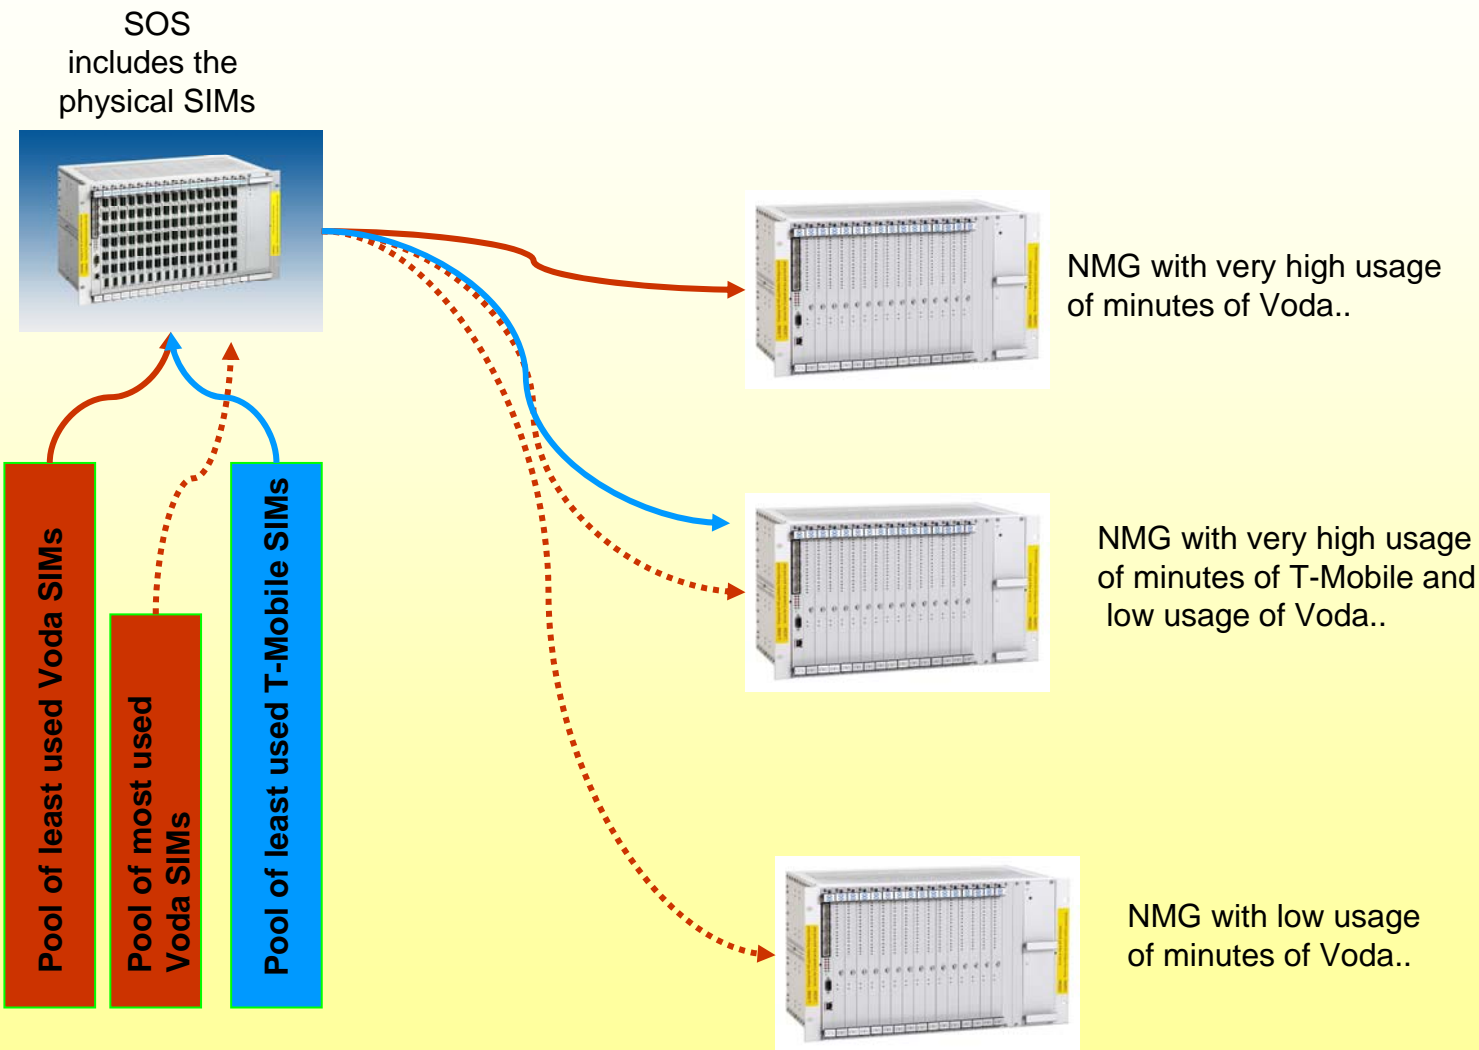 SOS
includes the
physical SIMs
NMG with very high usage
of minutes of Voda..
Pool of least used Voda SIMs
Pool of most used
Voda SIMs
Pool of least used T-Mobile SIMs
NMG with very high usage
of minutes of T-Mobile and
low usage of Voda..
NMG with low usage
of minutes of Voda..